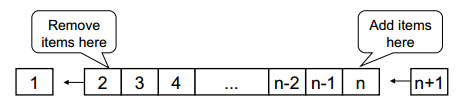 Remove
items here
Add items
here
1 2 3 4 ... n-2 n-1 n n+1